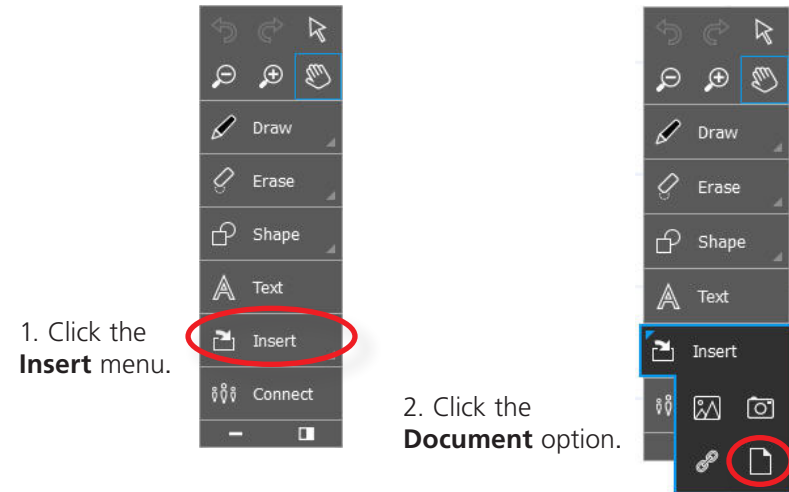 Draw
Erase
Shape
Text
Insert
Connect
1. Click the
Insert menu.
Draw
Erase
Shape
Text
Insert
2. Click the
Document option.